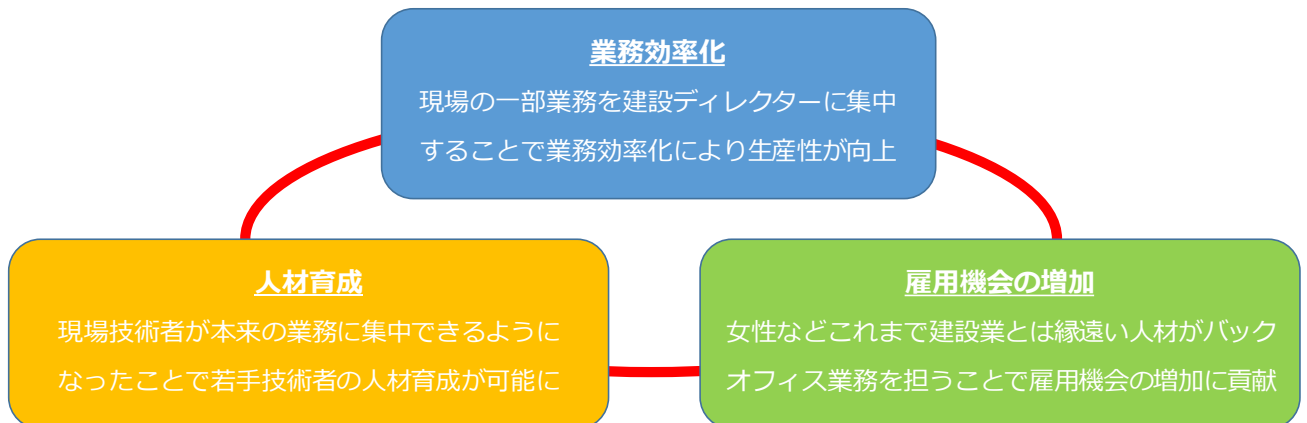 業務効率化
現場の一部業務を建設ディレクターに集中
することで業務効率化により生産性が向上
人材育成
現場技術者が本来の業務に集中できるように
なったことで若手技術者の人材育成が可能に
雇用機会の増加
女性などこれまで建設業とは縁遠い人材がバック
オフィス業務を担うことで雇用機会の増加に貢献